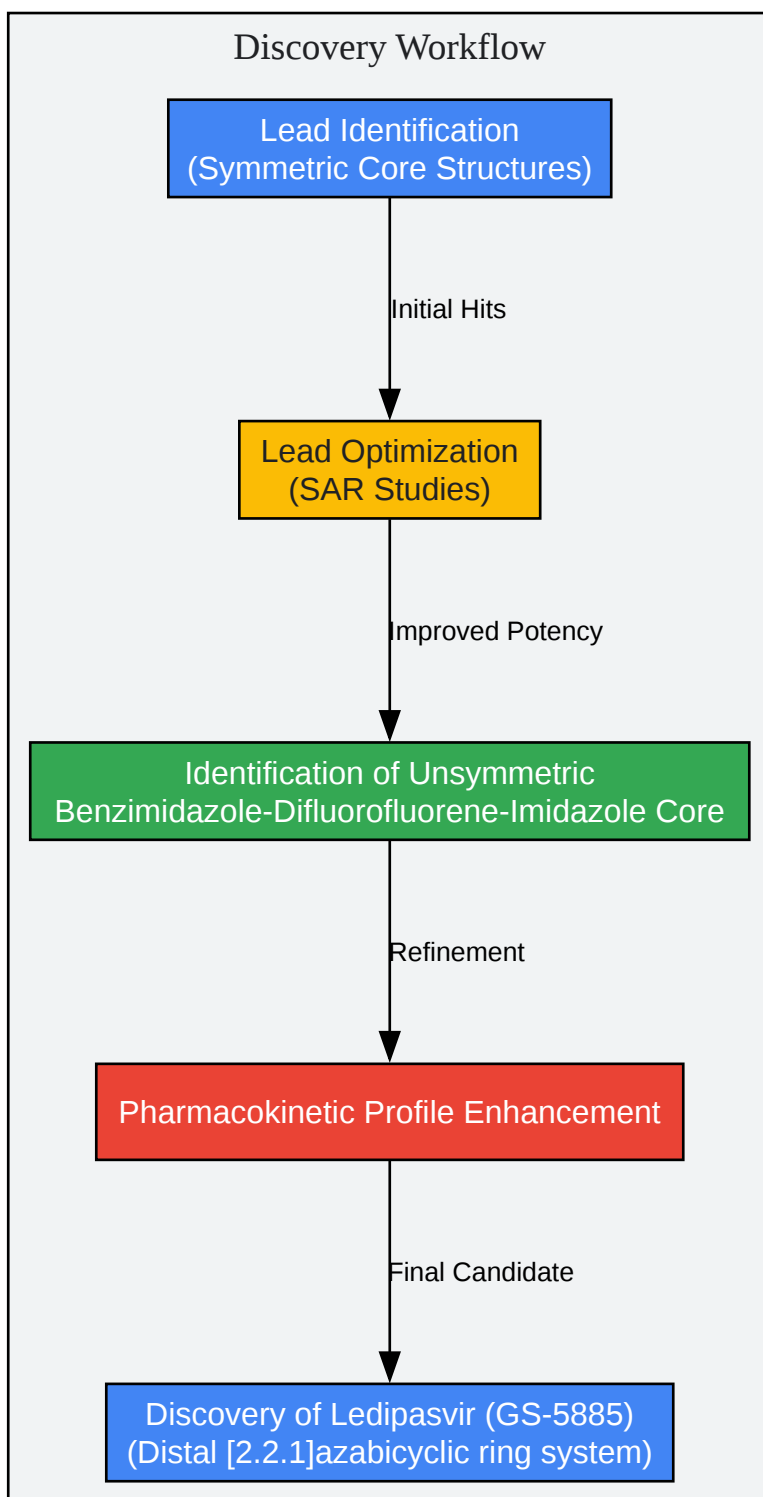 Discovery Workflow
Lead Identification
(Symmetric Core Structures)
Initial Hits
Lead Optimization
(SAR Studies)
Improved Potency
Identification of Unsymmetric
Benzimidazole-Difluorofluorene-Imidazole Core
Refinement
Pharmacokinetic Profile Enhancement
Final Candidate
Discovery of Ledipasvir (GS-5885)
(Distal [2.2.1]azabicyclic ring system)